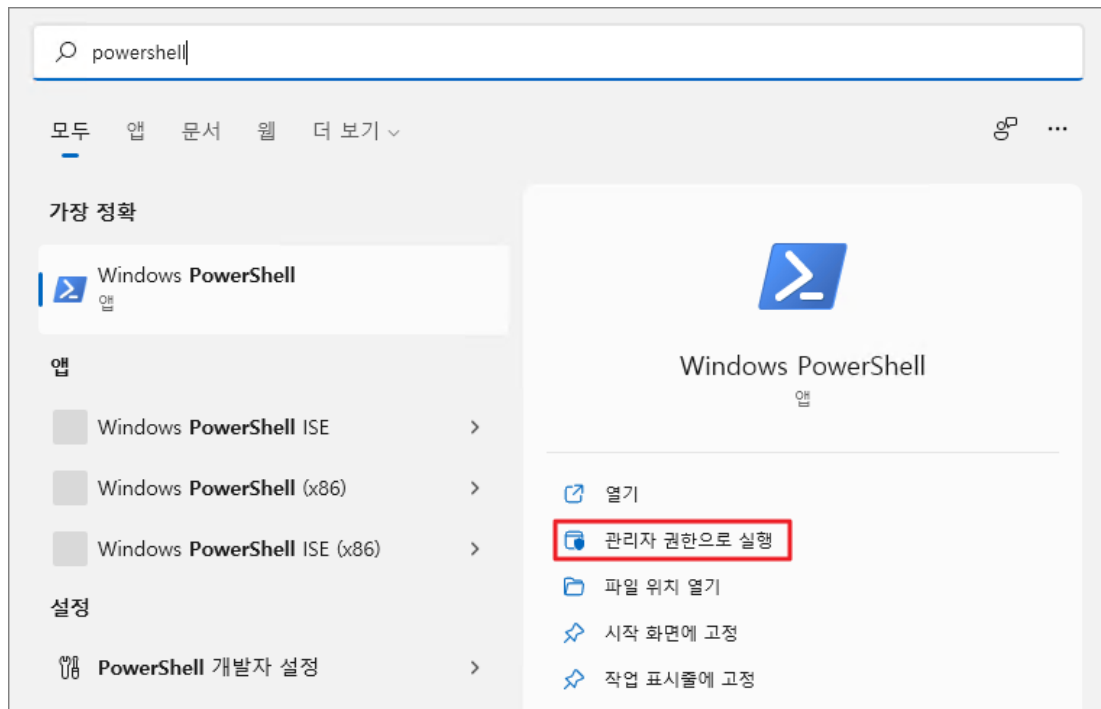 powershell
모두 앱 문서 웹 더 보기
가장 정확
Windows PowerShell
앱
앱
Windows PowerShell ISE
Windows PowerShell (x86)
Windows PowerShell ISE (x86)
설정
PowerShell 개발자 설정
Windows PowerShell
앱
열기
관리자 권한으로 실행
파일 위치 열기
시작 화면에 고정
작업 표시줄에 고정